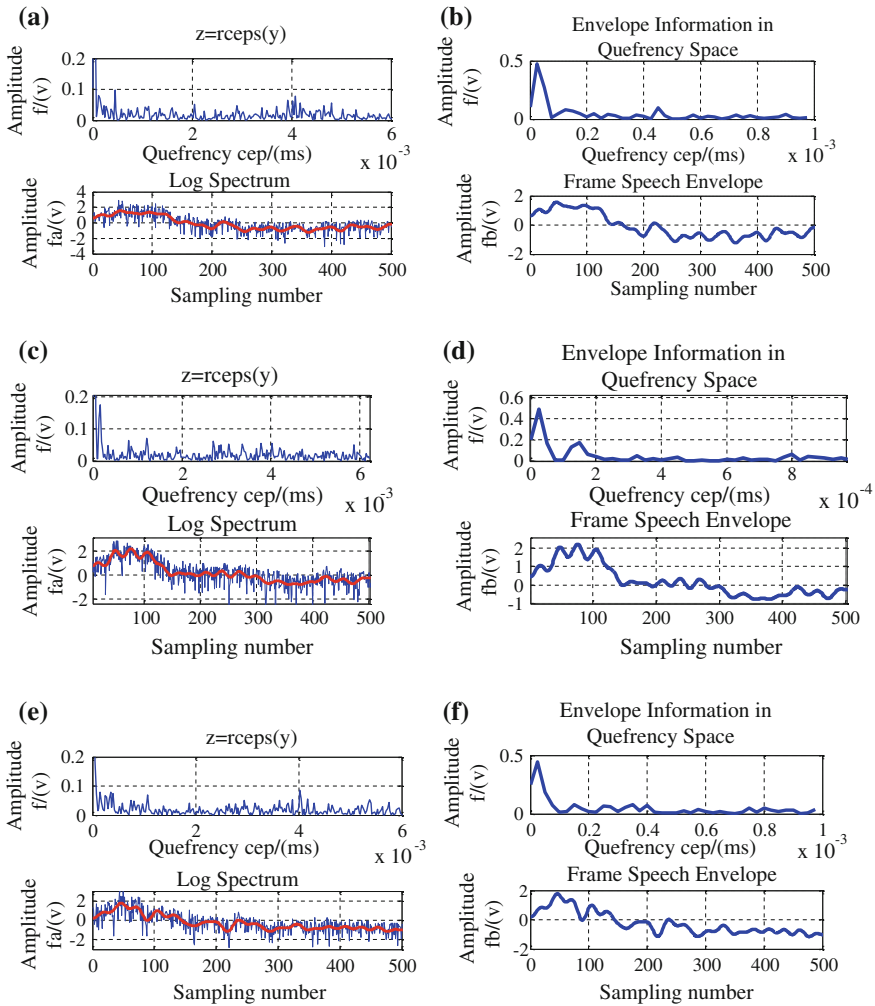 (a)
z=rceps(y)
Amplitude
f/(v)
0.2
0.1
0
0 2 4 6
Quefrency cep/(ms)
x 10⁻³
Log Spectrum
Amplitude
fa/(v)
4
2
0
−2
−4
0 100 200 300 400 500
Sampling number
(b)
Envelope Information in
Quefrency Space
Amplitude
f/(v)
0.5
0
0 0.2 0.4 0.6 0.8 1
Quefrency cep/(ms)
x 10⁻³
Frame Speech Envelope
Amplitude
fb/(v)
2
0
-2
0 100 200 300 400 500
Sampling number
(c)
z=rceps(y)
Amplitude
f/(v)
0.2
0.1
0
0 2 4 6
Quefrency cep/(ms)
x 10⁻³
Log Spectrum
Amplitude
fa/(v)
2
0
-2
100 200 300 400 500
Sampling number
(d)
Envelope Information in
Quefrency Space
Amplitude
f/(v)
0.6
0.4
0.2
0
0 2 4 6 8
Quefrency cep/(ms)
x 10⁻⁴
Frame Speech Envelope
Amplitude
fb/(v)
2
1
0
-1
100 200 300 400 500
Sampling number
(e)
z=rceps(y)
Amplitude
f/(v)
0.2
0.1
0
0 2 4 6
Quefrency cep/(ms)
x 10⁻³
Log Spectrum
Amplitude
fa/(v)
2
0
-2
0 100 200 300 400 500
Sampling number
(f)
Envelope Information in
Quefrency Space
Amplitude
f/(v)
0.5
0
0 0.2 0.4 0.6 0.8 1
Quefrency cep/(ms)
x 10⁻³
Frame Speech Envelope
Amplitude
fb/(v)
2
0
-2
0 100 200 300 400 500
Sampling number